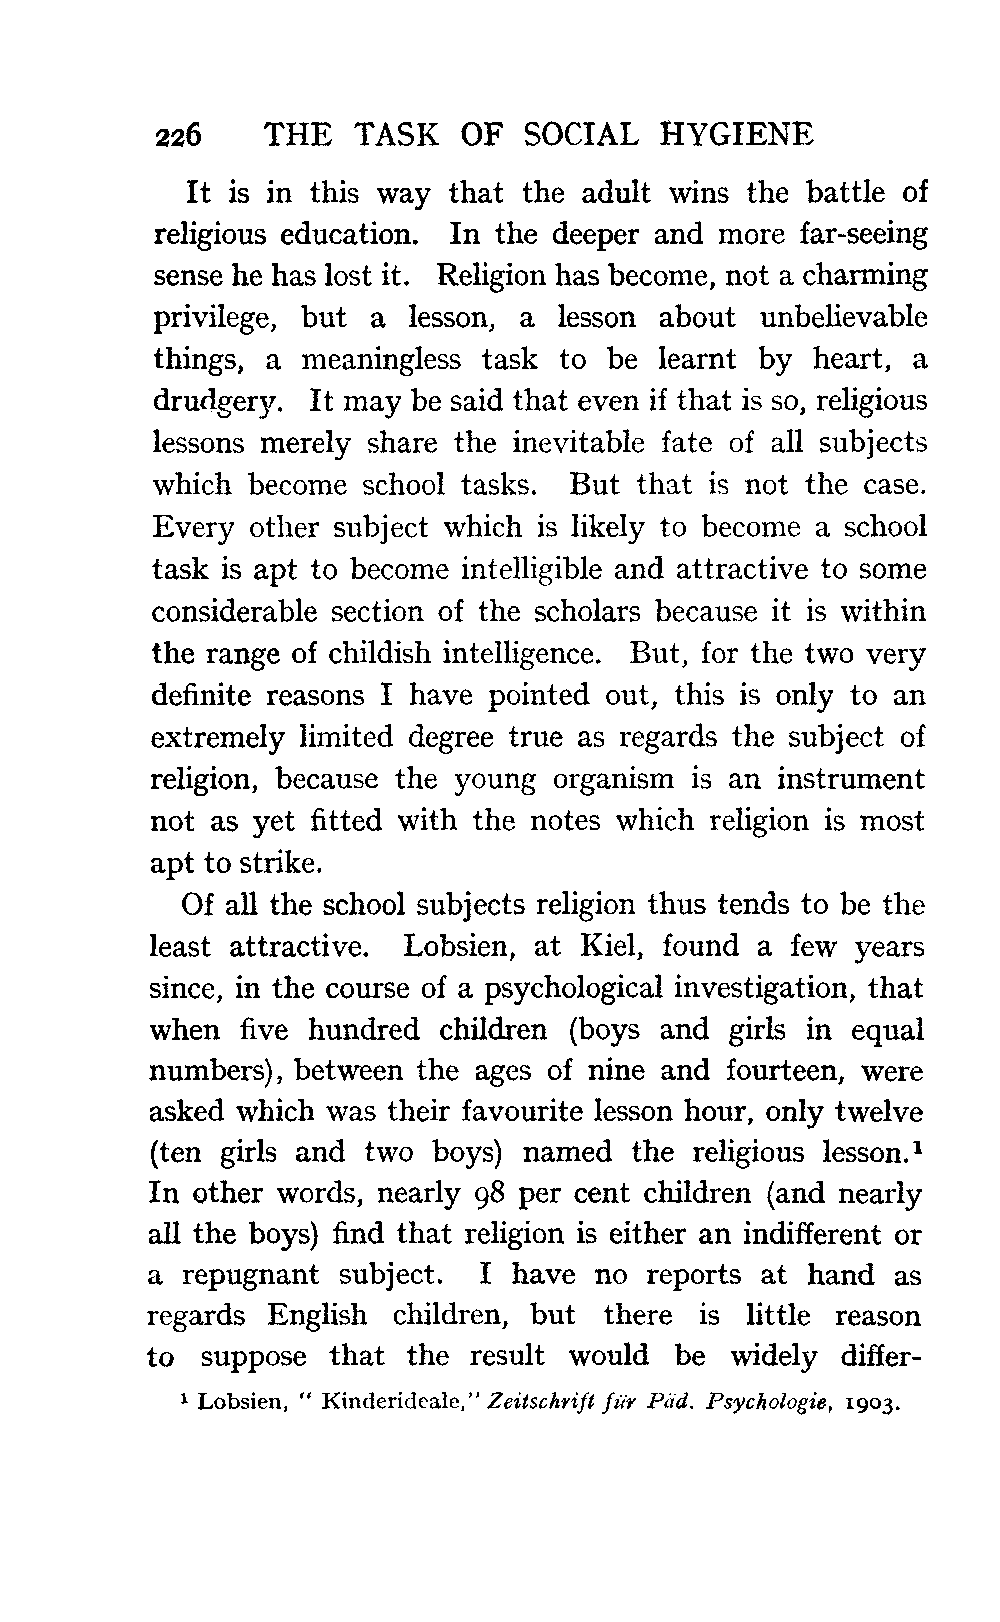 226 THE TASK OF SOCIAL HYGIENE
It is in this way that the adult wins the battle of
religious education. In the deeper and more far-seeing
sense he has lost it. Religion has become, not a charming
privilege, but a lesson, a lesson about unbelievable
things, a meaningless task to be learnt by heart, a
drudgery. It may be said that even if that is so, religious
lessons merely share the inevitable fate of all subjects
which become school tasks. But that is not the case.
Every other subject which is likely to become a school
task is apt to become intelligible and attractive to some
considerable section of the scholars because it is within
the range of childish intelligence. But, for the two very
definite reasons I have pointed out, this is only to an
extremely limited degree true as regards the subject of
religion, because the young organism is an instrument
not as yet fitted with the notes which religion is most
apt to strike.
Of all the school subjects religion thus tends to be the
least attractive. Lobsien, at Kiel, found a few years
since, in the course of a psychological investigation, that
when five hundred children (boys and girls in equal
numbers), between the ages of nine and fourteen, were
asked which was their favourite lesson hour, only twelve
(ten girls and two boys) named the religious lesson.¹
In other words, nearly 98 per cent children (and nearly
all the boys) find that religion is either an indifferent or
a repugnant subject. I have no reports at hand as
regards English children, but there is little reason
to suppose that the result would be widely differ-
¹ Lobsien, " Kinderideale," Zeitschrift für Päd. Psychologie, 1903.